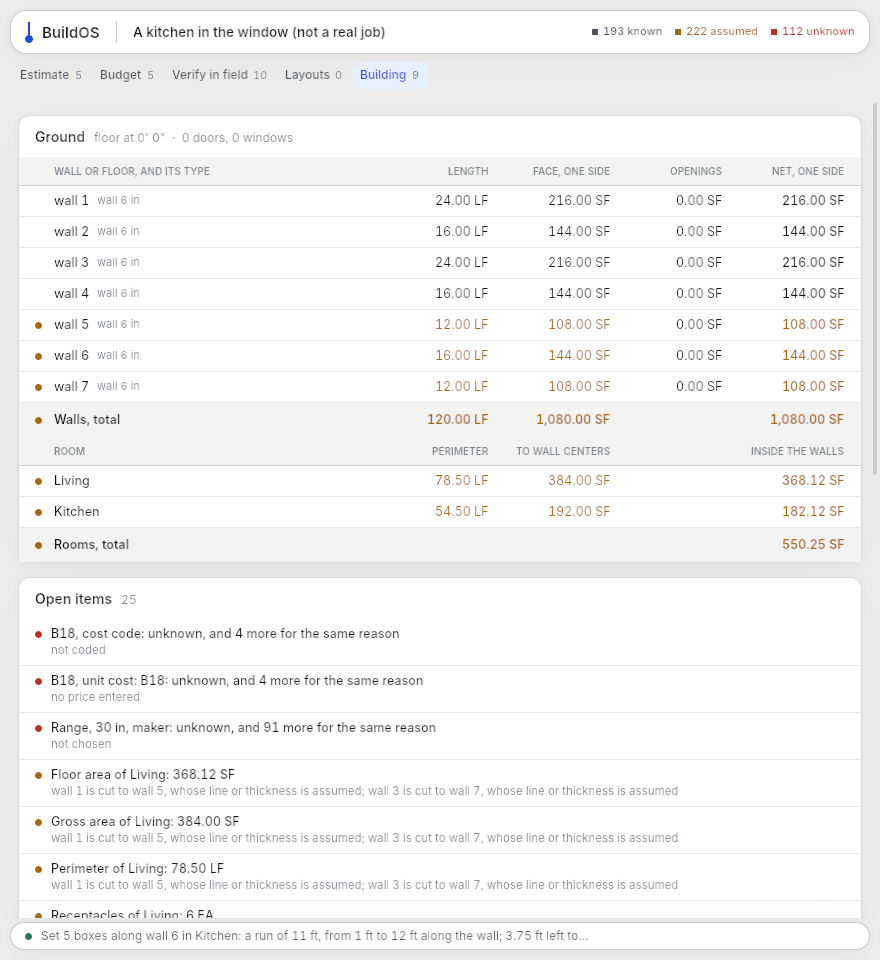 BuildOS
A kitchen in the window (not a real job)
193 known 222 assumed 112 unknown
Estimate 5 Budget 5 Verify in field 10 Layouts 0 Building 9
Ground floor at 0' 0" · 0 doors, 0 windows
WALL OR FLOOR, AND ITS TYPE LENGTH FACE, ONE SIDE OPENINGS NET, ONE SIDE
wall 1 wall 6 in 24.00 LF 216.00 SF 0.00 SF 216.00 SF
wall 2 wall 6 in 16.00 LF 144.00 SF 0.00 SF 144.00 SF
wall 3 wall 6 in 24.00 LF 216.00 SF 0.00 SF 216.00 SF
wall 4 wall 6 in 16.00 LF 144.00 SF 0.00 SF 144.00 SF
wall 5 wall 6 in 12.00 LF 108.00 SF 0.00 SF 108.00 SF
wall 6 wall 6 in 16.00 LF 144.00 SF 0.00 SF 144.00 SF
wall 7 wall 6 in 12.00 LF 108.00 SF 0.00 SF 108.00 SF
Walls, total 120.00 LF 1,080.00 SF 1,080.00 SF
ROOM PERIMETER TO WALL CENTERS INSIDE THE WALLS
Living 78.50 LF 384.00 SF 368.12 SF
Kitchen 54.50 LF 192.00 SF 182.12 SF
Rooms, total 550.25 SF
Open items 25
B18, cost code: unknown, and 4 more for the same reason
not coded
B18, unit cost: B18: unknown, and 4 more for the same reason
no price entered
Range, 30 in, maker: unknown, and 91 more for the same reason
not chosen
Floor area of Living: 368.12 SF
wall 1 is cut to wall 5, whose line or thickness is assumed; wall 3 is cut to wall 7, whose line or thickness is assumed
Gross area of Living: 384.00 SF
wall 1 is cut to wall 5, whose line or thickness is assumed; wall 3 is cut to wall 7, whose line or thickness is assumed
Perimeter of Living: 78.50 LF
wall 1 is cut to wall 5, whose line or thickness is assumed; wall 3 is cut to wall 7, whose line or thickness is assumed
Receptacles of Living: 6 EA
Set 5 boxes along wall 6 in Kitchen: a run of 11 ft, from 1 ft to 12 ft along the wall; 3.75 ft left to…